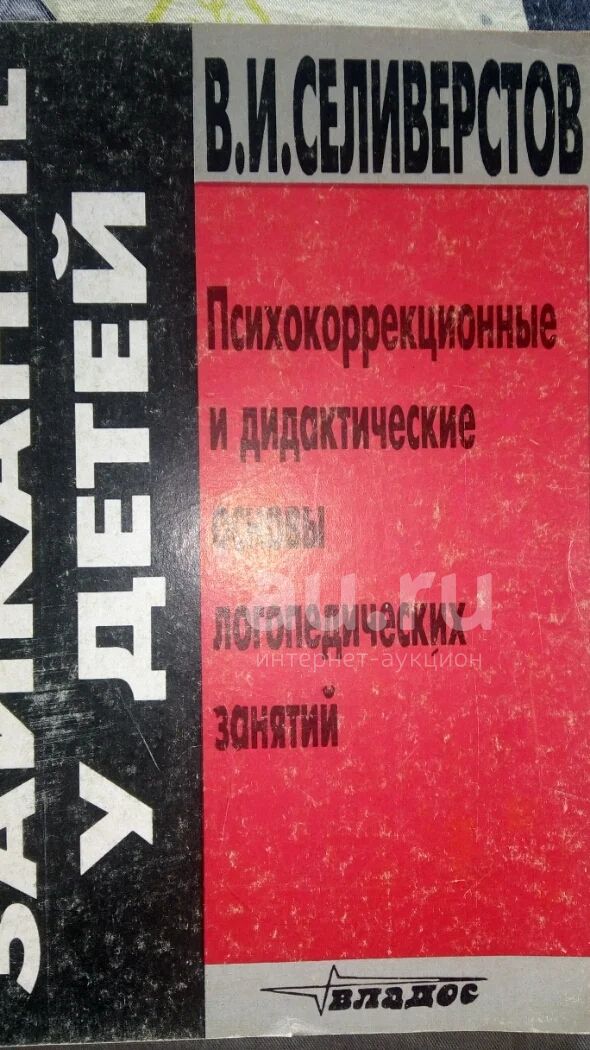 В.И.СЕЛИВЕРСТОВ
ЗАИКАНИЕ
У ДЕТЕЙ
Психокоррекционные
и дидактические
основы
логопедических
занятий
au.ru
интернет-аукцион
владос